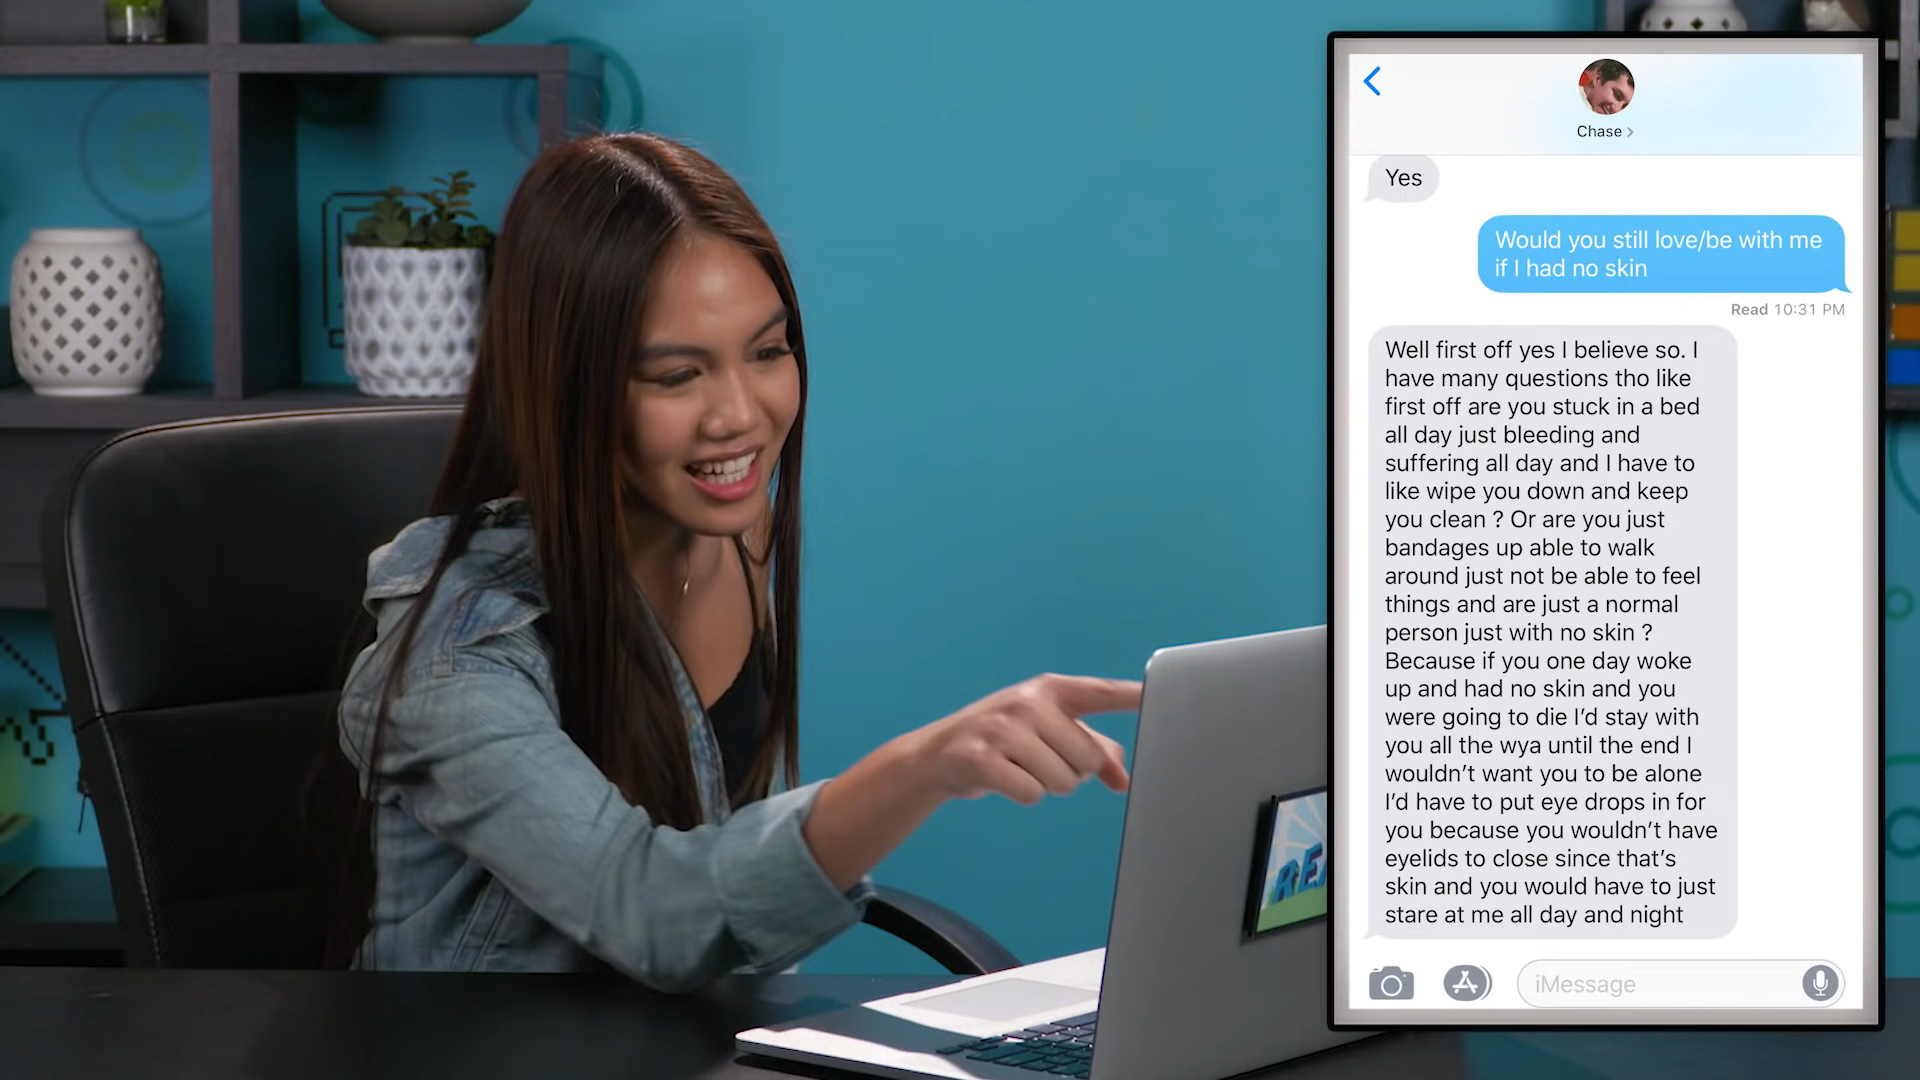 Chase
Yes
Would you still love/be with me
if I had no skin
Read 10:31 PM
Well first off yes I believe so. I
have many questions tho like
first off are you stuck in a bed
all day just bleeding and
suffering all day and I have to
like wipe you down and keep
you clean ? Or are you just
bandages up able to walk
around just not be able to feel
things and are just a normal
person just with no skin ?
Because if you one day woke
up and had no skin and you
were going to die I'd stay with
you all the wya until the end I
wouldn't want you to be alone
I'd have to put eye drops in for
you because you wouldn't have
eyelids to close since that's
skin and you would have to just
stare at me all day and night
iMessage